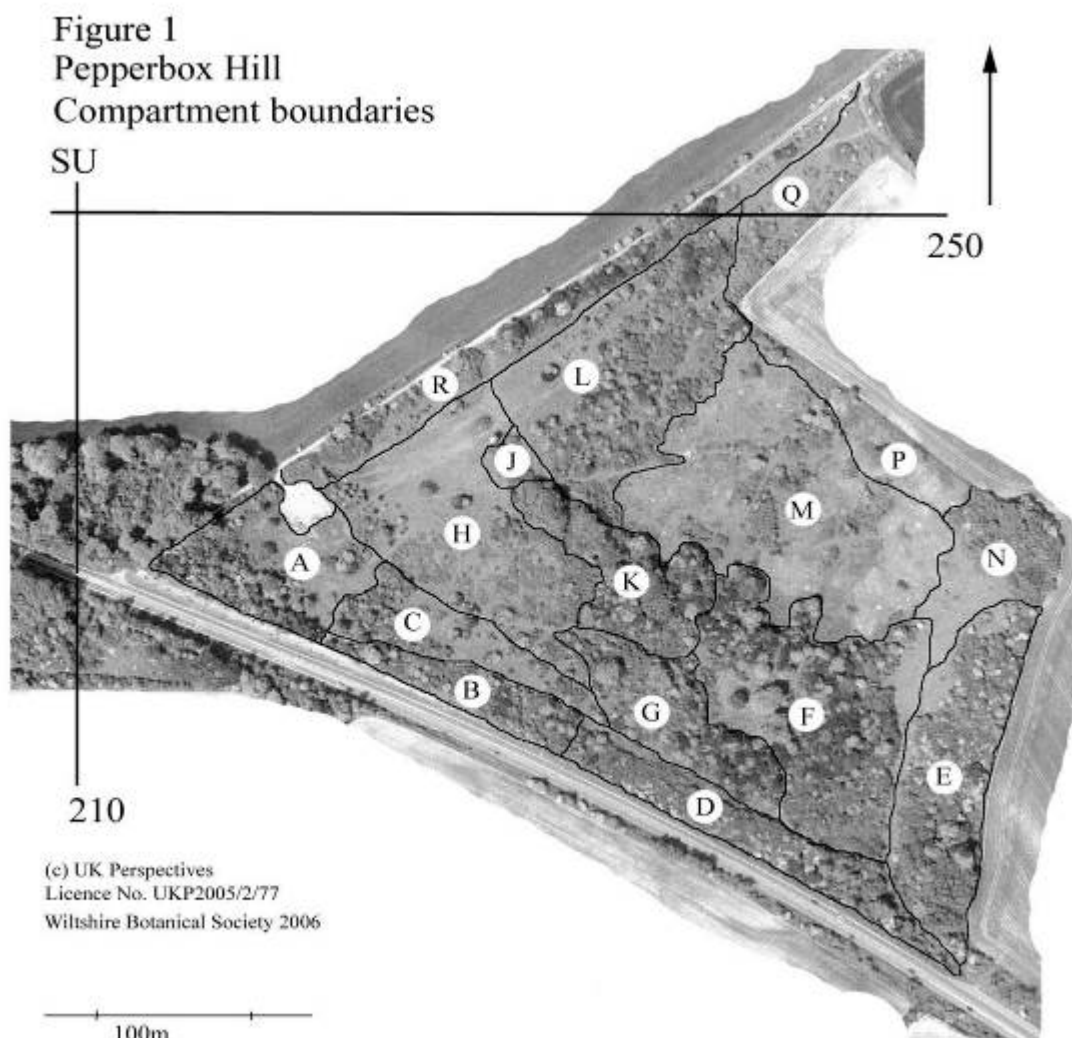 Figure 1
Pepperbox Hill
Compartment boundaries
SU
Q
250
R
L
J
P
H
M
A
N
K
C
B
G
F
E
D
210
(c) UK Perspectives
Licence No. UKP2005/2/77
Wiltshire Botanical Society 2006
100m